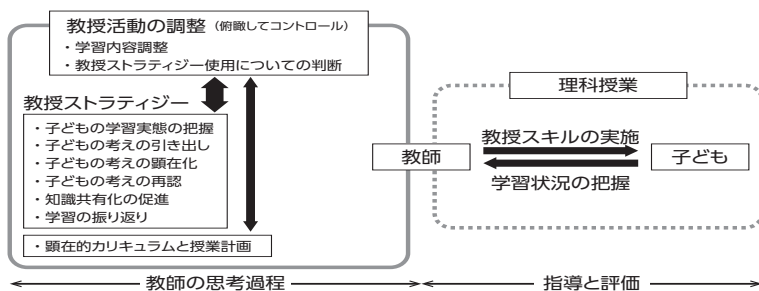 教授活動の調整(俯瞰してコントロール)
・学習内容調整
・教授ストラティジー使用についての判断
教授ストラティジー
・子どもの学習実態の把握
・子どもの考えの引き出し
・子どもの考えの顕在化
・子どもの考えの再認
・知識共有化の促進
・学習の振り返り
・顕在的カリキュラムと授業計画
教師
理科授業
教授スキルの実施
子ども
学習状況の把握
教師の思考過程
指導と評価